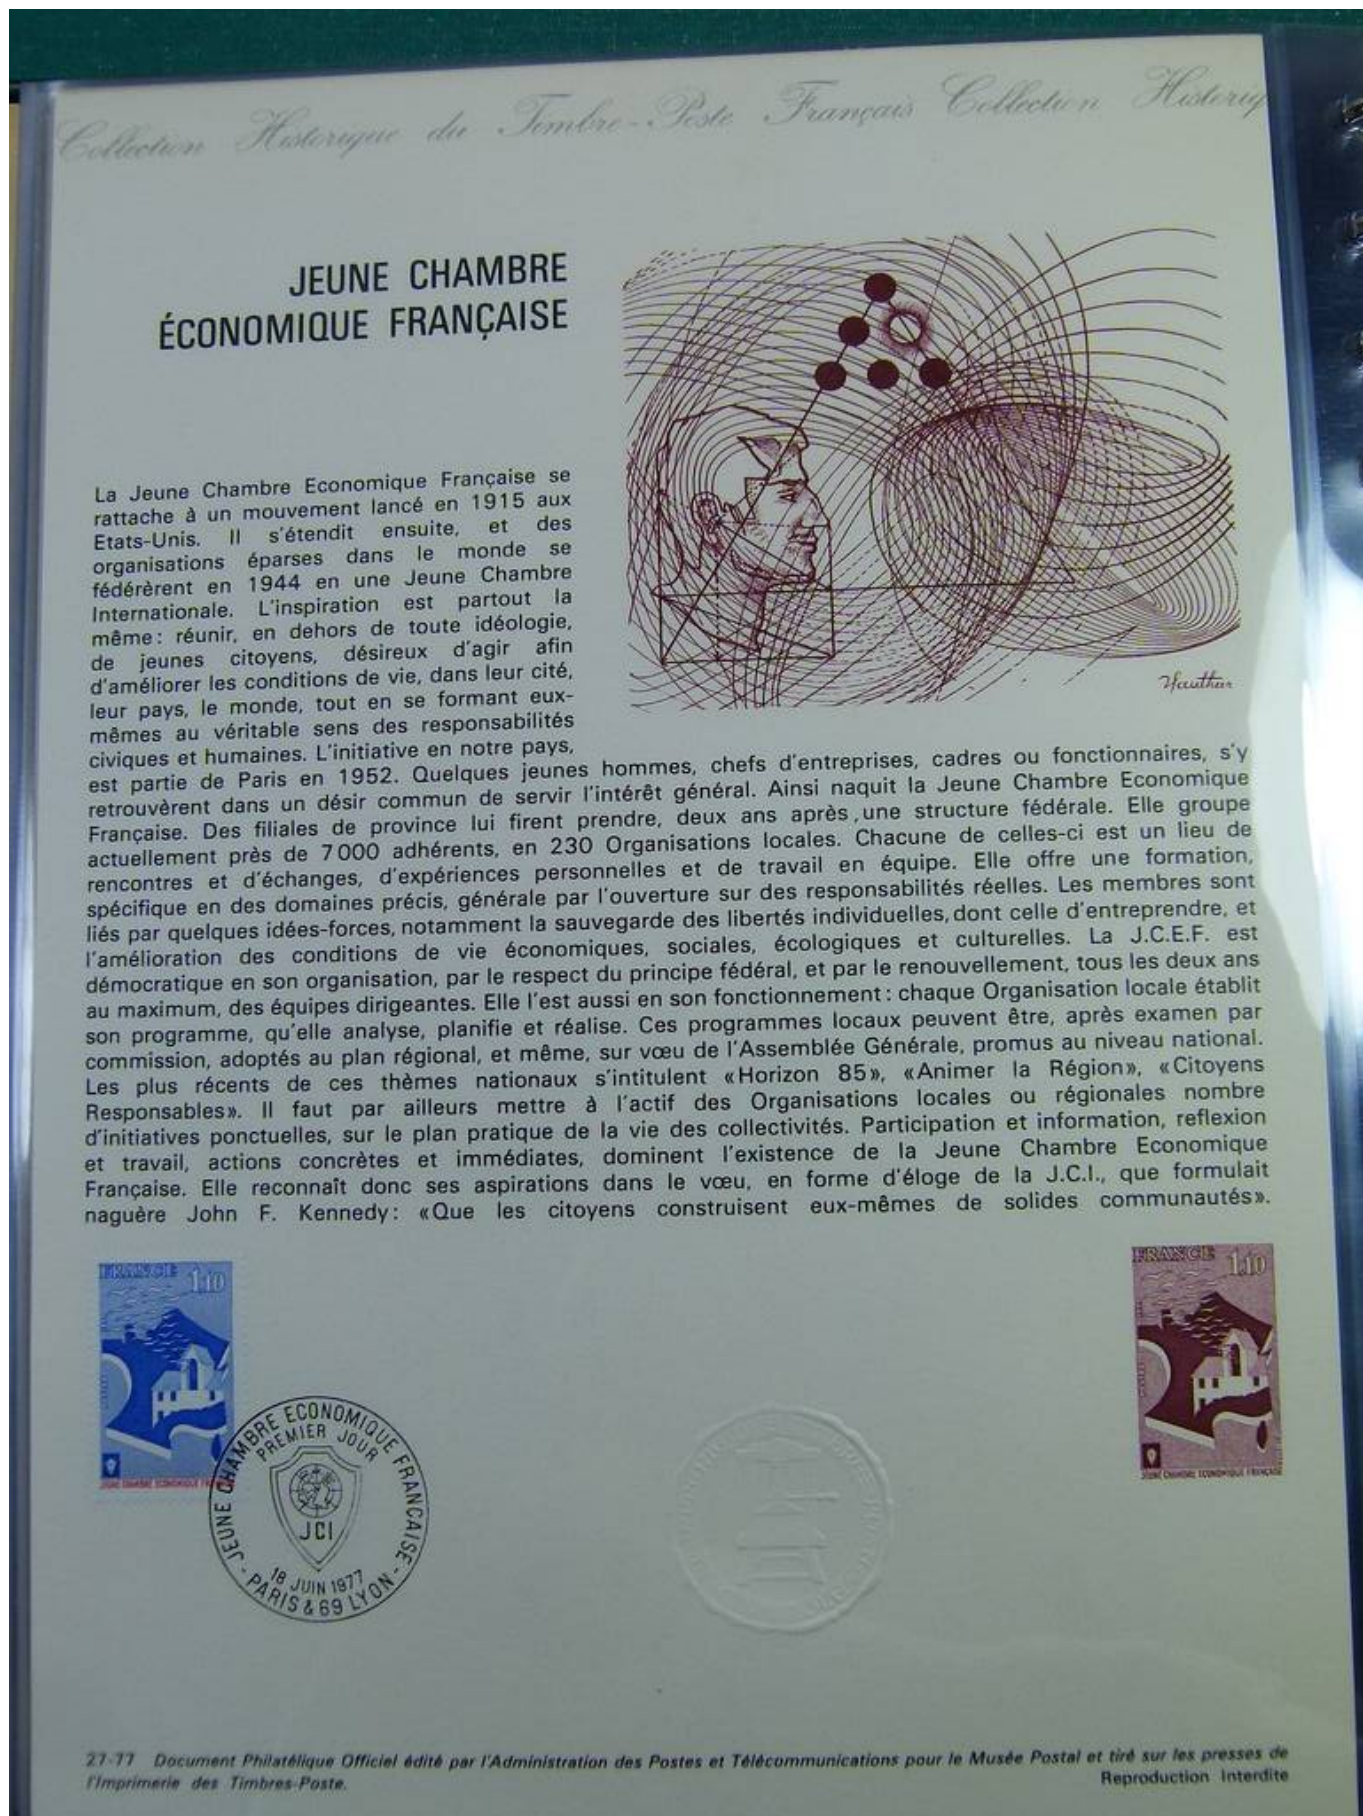 Collection Historique du Timbre-Poste Français Collection Historiq
JEUNE CHAMBRE
ÉCONOMIQUE FRANÇAISE
La Jeune Chambre Economique Française se
rattache à un mouvement lancé en 1915 aux
Etats-Unis. Il s'étendit ensuite, et des
organisations éparses dans le monde se
fédérèrent en 1944 en une Jeune Chambre
Internationale. L'inspiration est partout la
même: réunir, en dehors de toute idéologie,
de jeunes citoyens, désireux d'agir afin
d'améliorer les conditions de vie, dans leur cité,
leur pays, le monde, tout en se formant eux-
mêmes au véritable sens des responsabilités
civiques et humaines. L'initiative en notre pays,
est partie de Paris en 1952. Quelques jeunes hommes, chefs d'entreprises, cadres ou fonctionnaires, s'y
retrouvèrent dans un désir commun de servir l'intérêt général. Ainsi naquit la Jeune Chambre Economique
Française. Des filiales de province lui firent prendre, deux ans après, une structure fédérale. Elle groupe
actuellement près de 7000 adhérents, en 230 Organisations locales. Chacune de celles-ci est un lieu de
rencontres et d'échanges, d'expériences personnelles et de travail en équipe. Elle offre une formation,
spécifique en des domaines précis, générale par l'ouverture sur des responsabilités réelles. Les membres sont
liés par quelques idées-forces, notamment la sauvegarde des libertés individuelles, dont celle d'entreprendre, et
l'amélioration des conditions de vie économiques, sociales, écologiques et culturelles. La J.C.E.F. est
démocratique en son organisation, par le respect du principe fédéral, et par le renouvellement, tous les deux ans
au maximum, des équipes dirigeantes. Elle l'est aussi en son fonctionnement: chaque Organisation locale établit
son programme, qu'elle analyse, planifie et réalise. Ces programmes locaux peuvent être, après examen par
commission, adoptés au plan régional, et même, sur vœu de l'Assemblée Générale, promus au niveau national.
Les plus récents de ces thèmes nationaux s'intitulent «Horizon 85», «Animer la Région», «Citoyens
Responsables». Il faut par ailleurs mettre à l'actif des Organisations locales ou régionales nombre
d'initiatives ponctuelles, sur le plan pratique de la vie des collectivités. Participation et information, reflexion
et travail, actions concrètes et immédiates, dominent l'existence de la Jeune Chambre Economique
Française. Elle reconnaît donc ses aspirations dans le vœu, en forme d'éloge de la J.C.I., que formulait
naguère John F. Kennedy: «Que les citoyens construisent eux-mêmes de solides communautés».
FRANCE 1,10
JEUNE CHAMBRE ECONOMIQUE
FRANCE 1,10
JEUNE CHAMBRE ECONOMIQUE FRANÇAISE
JEUNE CHAMBRE ECONOMIQUE FRANÇAISE
PREMIER JOUR
JCI
18 JUIN 1977
PARIS & 69 LYON
27-77 Document Philatélique Officiel édité par l'Administration des Postes et Télécommunications pour le Musée Postal et tiré sur les presses de
l'Imprimerie des Timbres-Poste. Reproduction Interdite